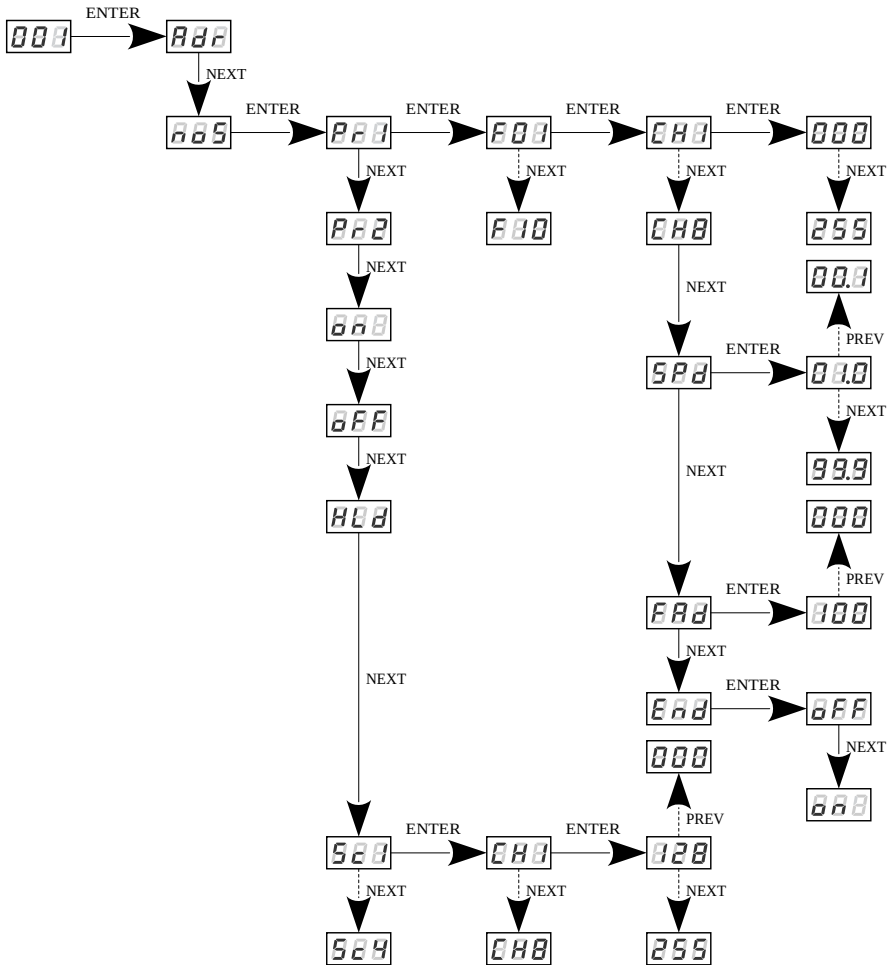 ENTER
001 Adr
NEXT
noS ENTER Pr1 ENTER F01 ENTER CH1 ENTER 000
NEXT NEXT NEXT NEXT
Pr2 F10 CH8 255
NEXT NEXT 00.1
on PREV
SPd ENTER 01.0
NEXT NEXT
oFF
NEXT NEXT 99.9
HLd 000
PREV
FAd ENTER 100
NEXT NEXT
End ENTER oFF
000 NEXT
PREV on
Sc1 ENTER CH1 ENTER 128
NEXT NEXT NEXT
Sc4 CH8 255